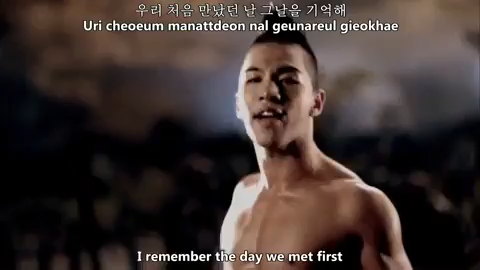 우리 처음 만났던 날 그날을 기억해
Uri cheoeum manattdeon nal geunareul gieokhae
I remember the day we met first